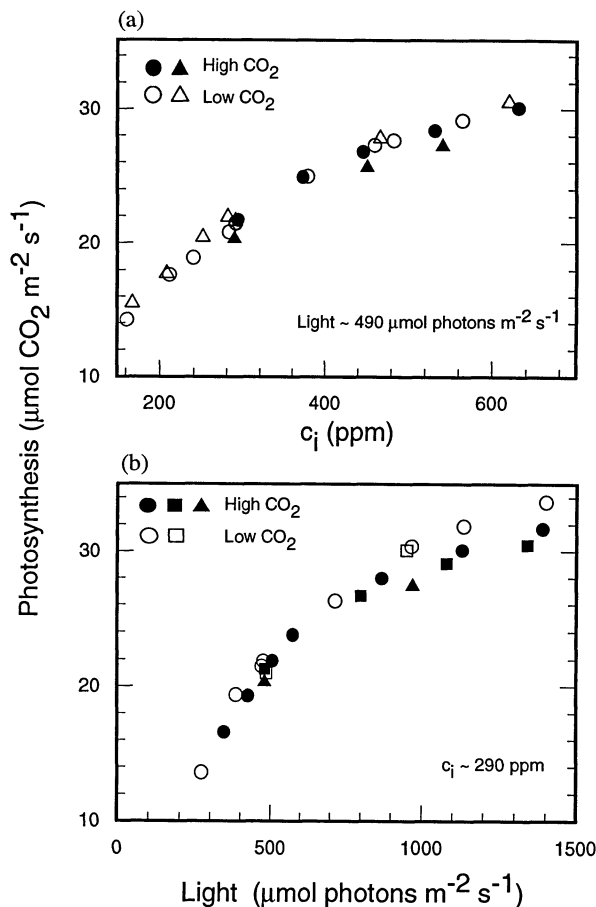 (a)
High CO2
Low CO2
30
20
10
Light ~ 490 μmol photons m-2 s-1
200 400 600
ci (ppm)
Photosynthesis (μmol CO2 m-2 s-1)
(b)
High CO2
Low CO2
30
20
10
ci ~ 290 ppm
0 500 1000 1500
Light (μmol photons m-2 s-1)